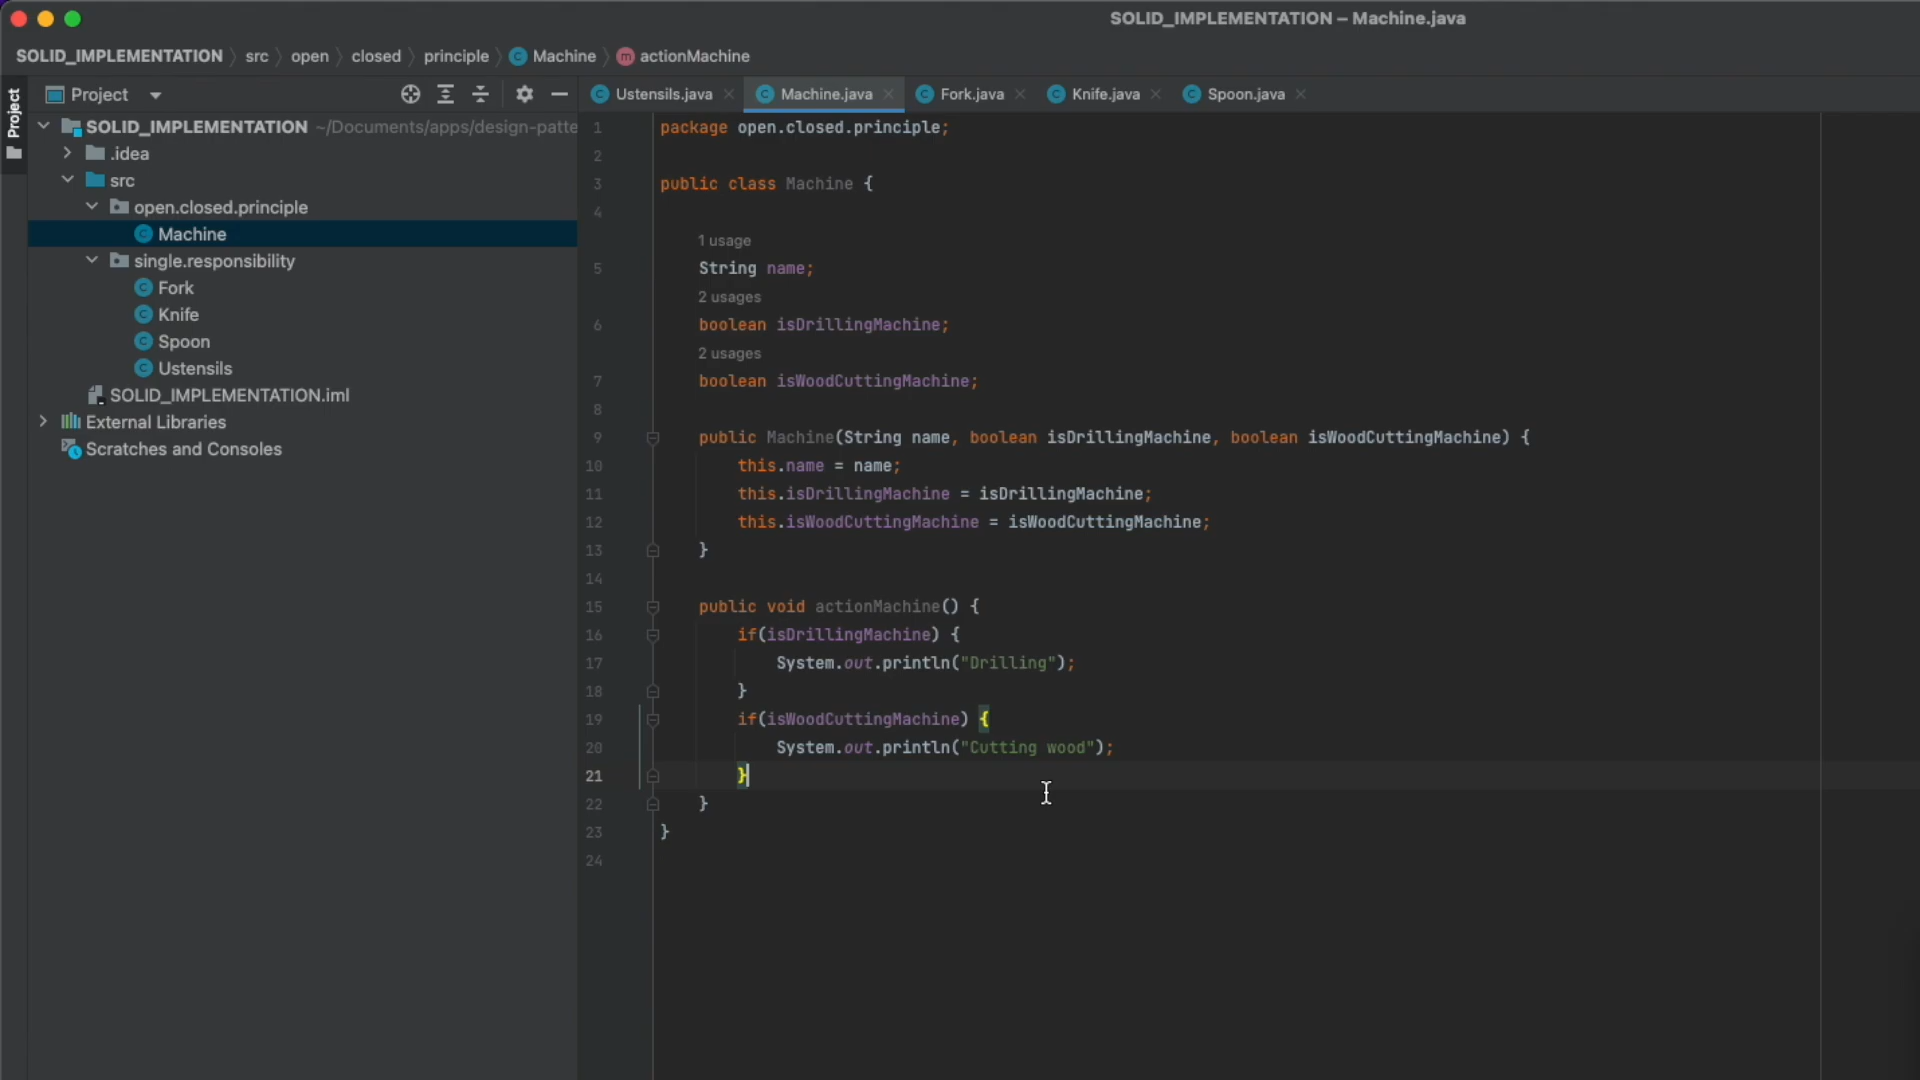 SOLID_IMPLEMENTATION – Machine.java
SOLID_IMPLEMENTATION src open closed principle Machine m actionMachine
Project
Project
Ustensils.java Machine.java Fork.java Knife.java Spoon.java
SOLID_IMPLEMENTATION ~/Documents/apps/design-patte
.idea
src
open.closed.principle
Machine
single.responsibility
Fork
Knife
Spoon
Ustensils
SOLID_IMPLEMENTATION.iml
External Libraries
Scratches and Consoles
1 package open.closed.principle;
2
3 public class Machine {
4
1 usage
5 String name;
2 usages
6 boolean isDrillingMachine;
2 usages
7 boolean isWoodCuttingMachine;
8
9 public Machine(String name, boolean isDrillingMachine, boolean isWoodCuttingMachine) {
10 this.name = name;
11 this.isDrillingMachine = isDrillingMachine;
12 this.isWoodCuttingMachine = isWoodCuttingMachine;
13 }
14
15 public void actionMachine() {
16 if(isDrillingMachine) {
17 System.out.println("Drilling");
18 }
19 if(isWoodCuttingMachine) {
20 System.out.println("Cutting wood");
21 }
22 }
23 }
24